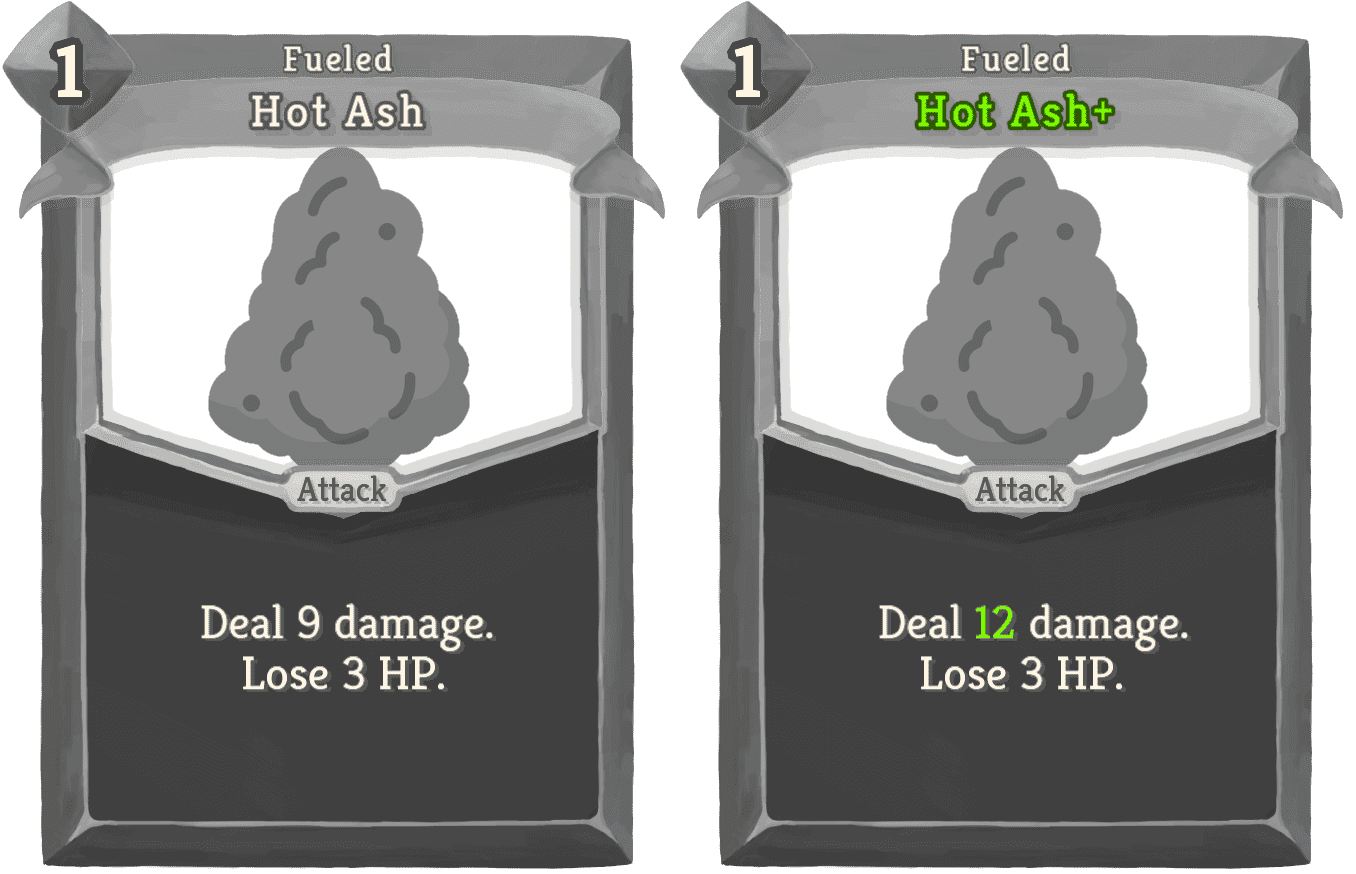 1
Fueled
Hot Ash
Attack
Deal 9 damage.
Lose 3 HP.
1
Fueled
Hot Ash+
Attack
Deal 12 damage.
Lose 3 HP.